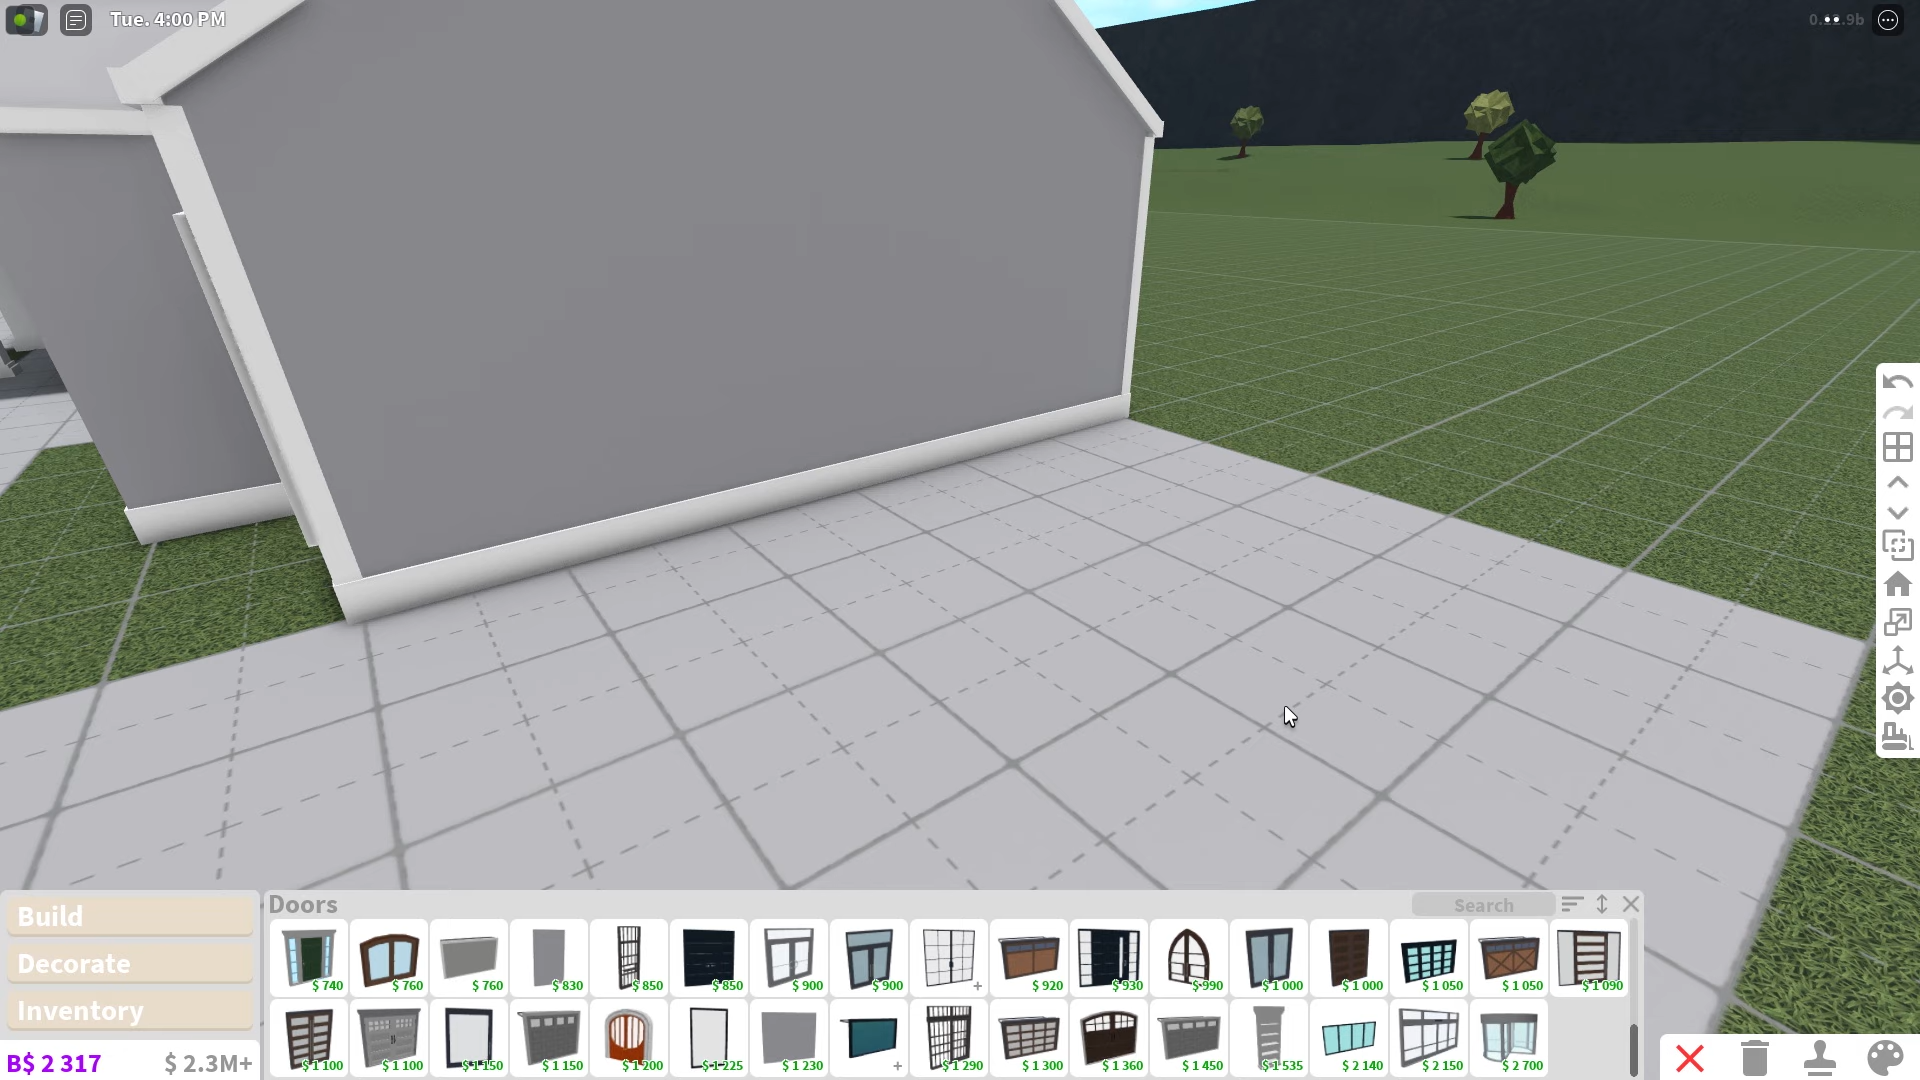 Tue. 4:00 PM
Build
Decorate
Inventory
B$ 2 317
$ 2.3M+
Doors
Search
$ 740
$ 760
$ 760
$ 830
$ 850
$ 850
$ 900
$ 900
+
$ 920
$ 930
$ 990
$ 1 000
$ 1 000
$ 1 050
$ 1 050
$ 1 090
$ 1 100
$ 1 100
$ 1 150
$ 1 150
$ 1 200
$ 1 225
$ 1 230
+
$ 1 290
$ 1 300
$ 1 360
$ 1 450
$ 1 535
$ 2 140
$ 2 150
$ 2 700